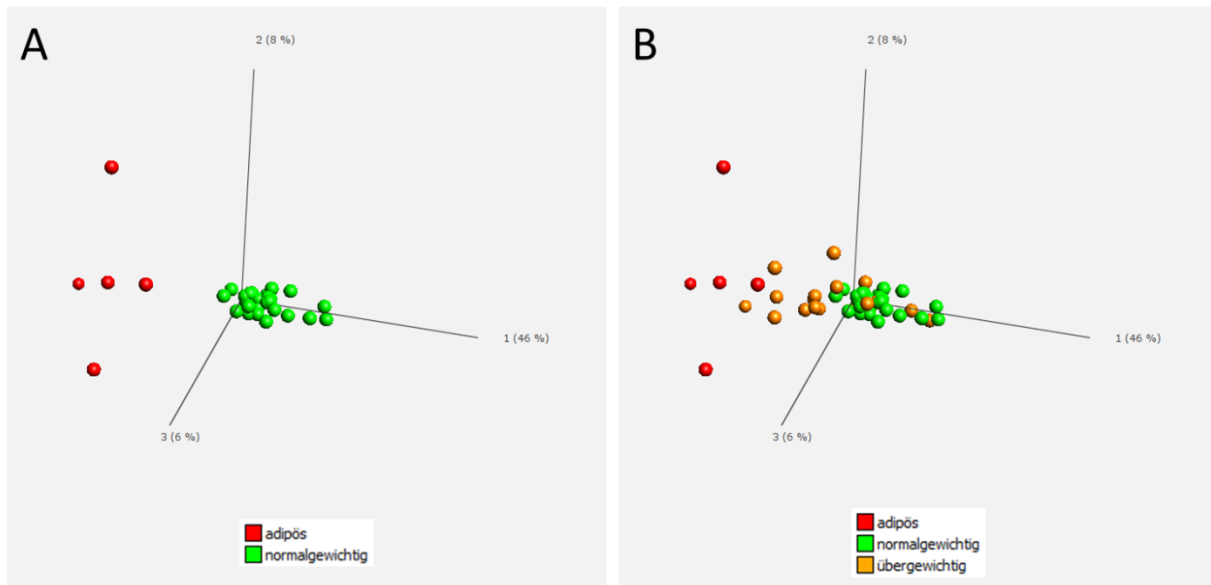 A
2 (8 %)
1 (46 %)
3 (6 %)
adipös
normalgewichtig
B
2 (8 %)
1 (46 %)
3 (6 %)
adipös
normalgewichtig
übergewichtig